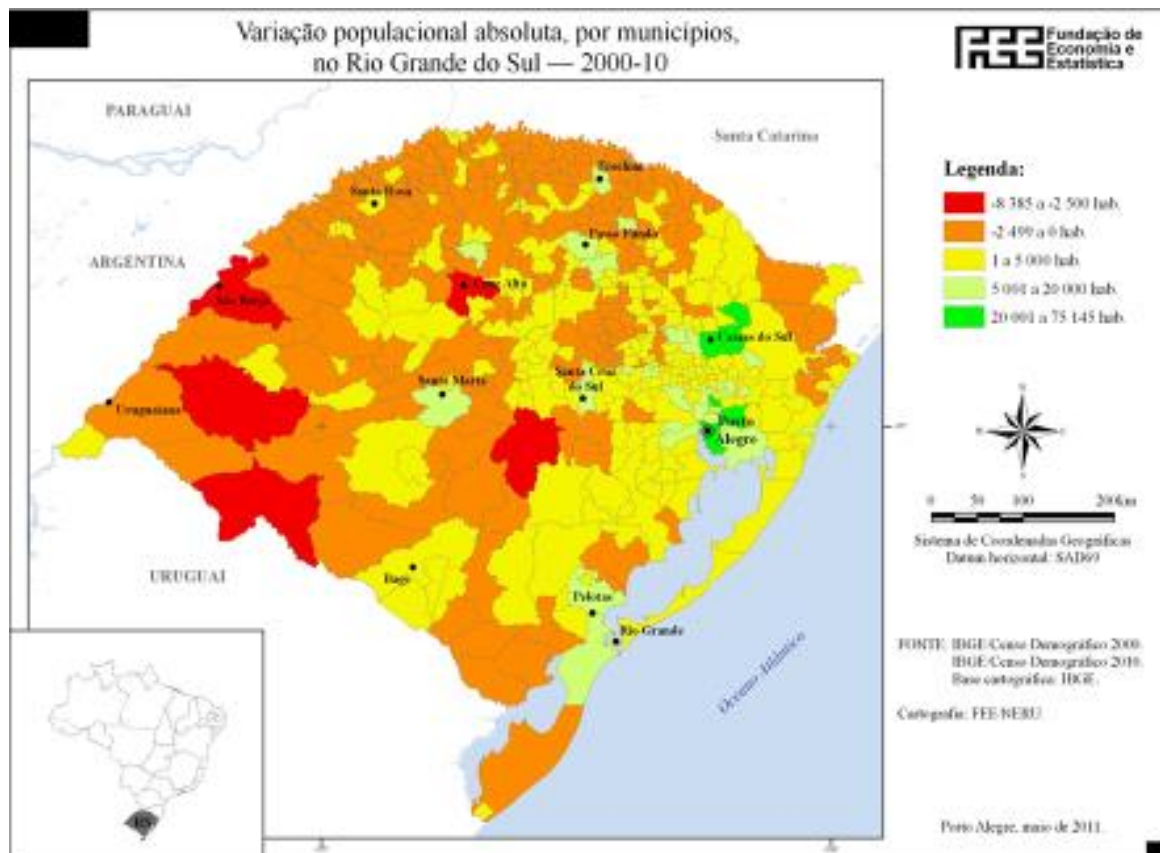 Variação populacional absoluta, por municípios,
no Rio Grande do Sul — 2000-10
FEE
Fundação de
Economia e
Estatística
PARAGUAI
Santa Catarina
ARGENTINA
URUGUAI
Oceano Atlântico
Erechim
Santa Rosa
Passo Fundo
Cruz Alta
São Borja
Caxias do Sul
Santa Maria
Santa Cruz
do Sul
Uruguaiana
Porto
Alegre
Bagé
Pelotas
Rio Grande
Legenda:
-8 385 a -2 500 hab.
-2 499 a 0 hab.
1 a 5 000 hab.
5 001 a 20 000 hab.
20 001 a 75 145 hab.
0 50 100 200km
Sistema de Coordenadas Geográficas
Datum horizontal: SAD69
FONTE: IBGE/Censo Demográfico 2000.
IBGE/Censo Demográfico 2010.
Base cartográfica: IBGE.
Cartografia: FEE/NERU.
Porto Alegre, maio de 2011.
RS